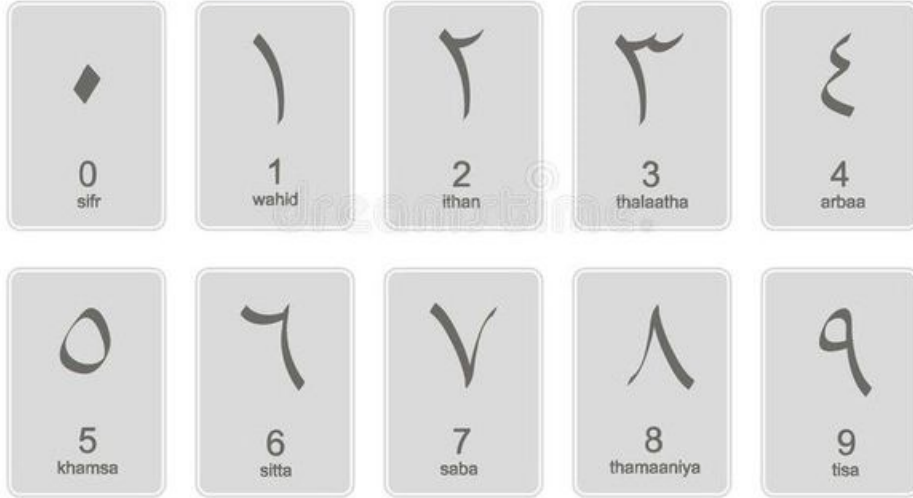 ٠ ١ ٢ ٣ ٤
0 1 2 3 4
sifr wahid ithan thalaatha arbaa
dreamstime.
٥ ٦ ٧ ٨ ٩
5 6 7 8 9
khamsa sitta saba thamaaniya tisa